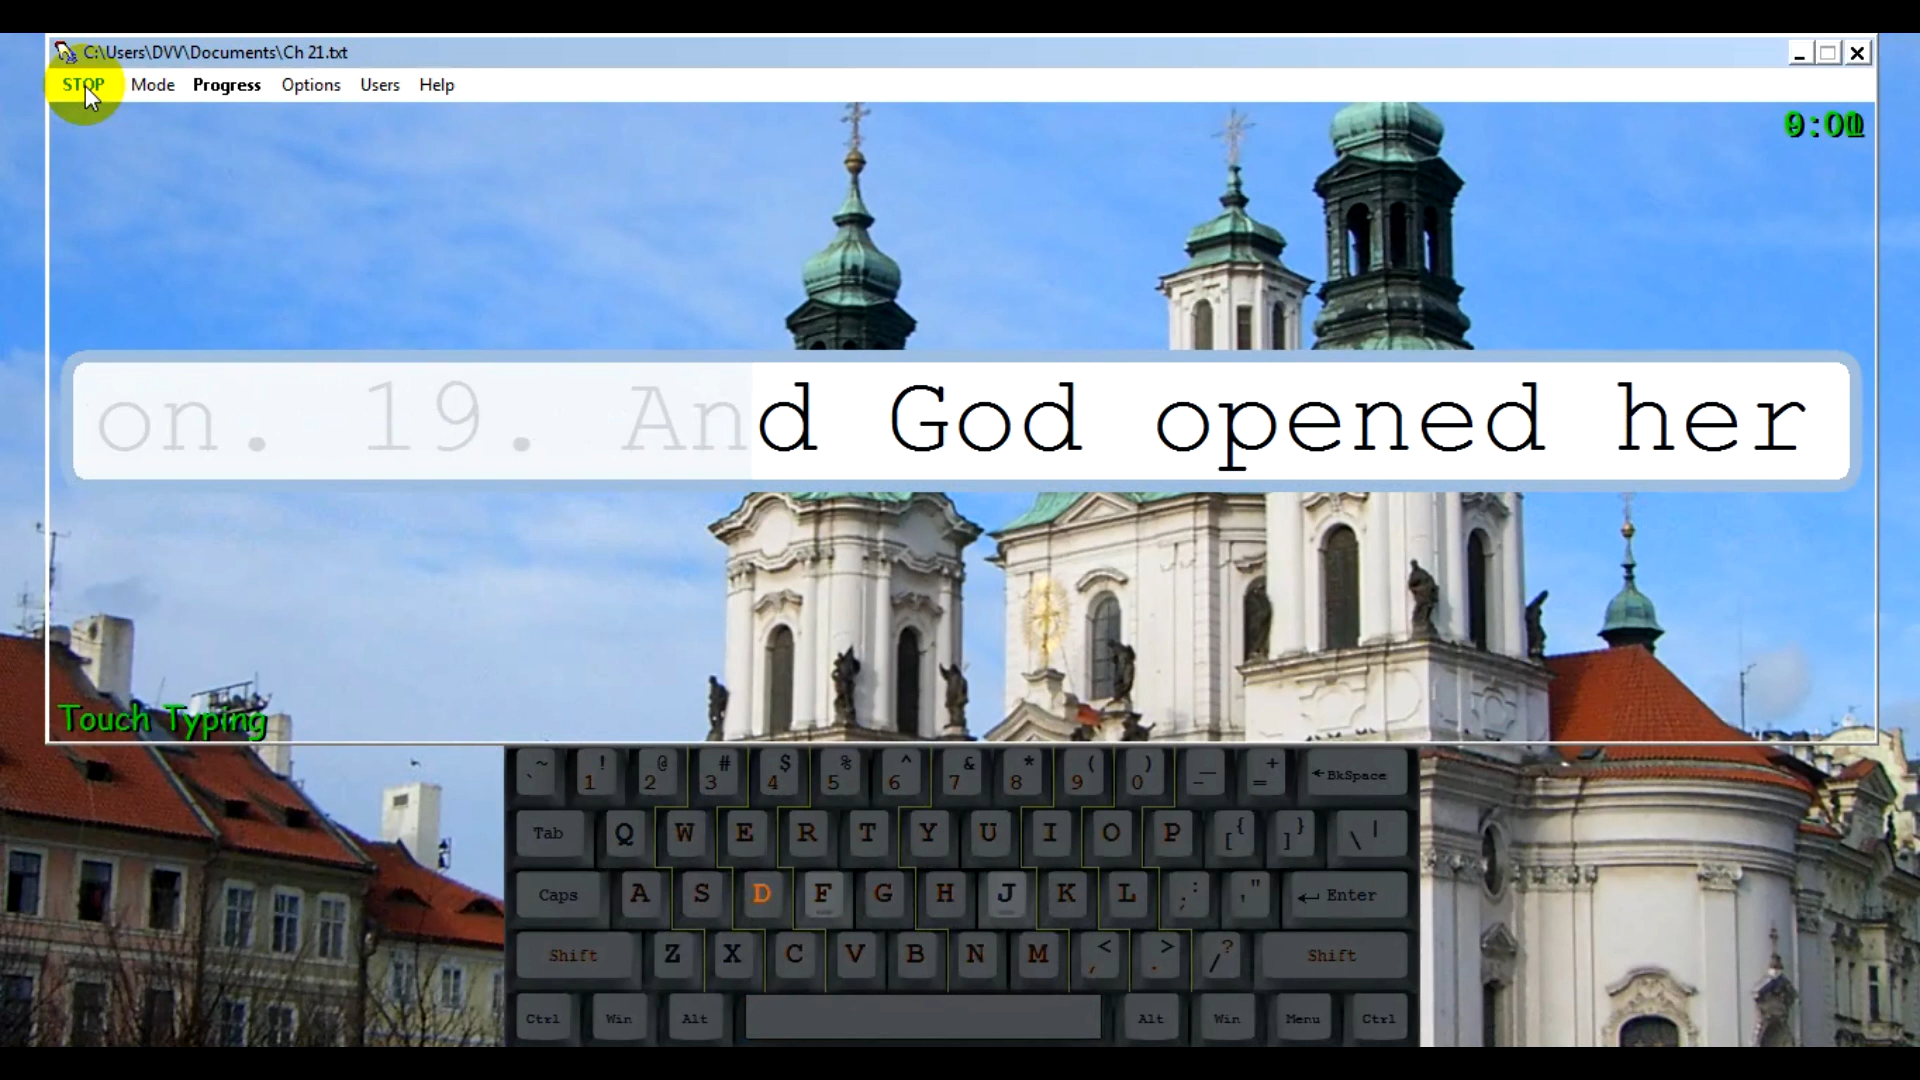 C:\Users\DVV\Documents\Ch 21.txt
STOP Mode Progress Options Users Help
on. 19. And God opened her
Touch Typing
` ~ 1 ! 2 @ 3 # 4 $ 5 % 6 ^ 7 & 8 * 9 ( 0 ) - _ = + ←BkSpace
Tab Q W E R T Y U I O P [ { ] } \ |
Caps A S D F G H J K L ; : ' " ↵ Enter
Shift Z X C V B N M , < . > / ? Shift
Ctrl Win Alt Alt Win Menu Ctrl